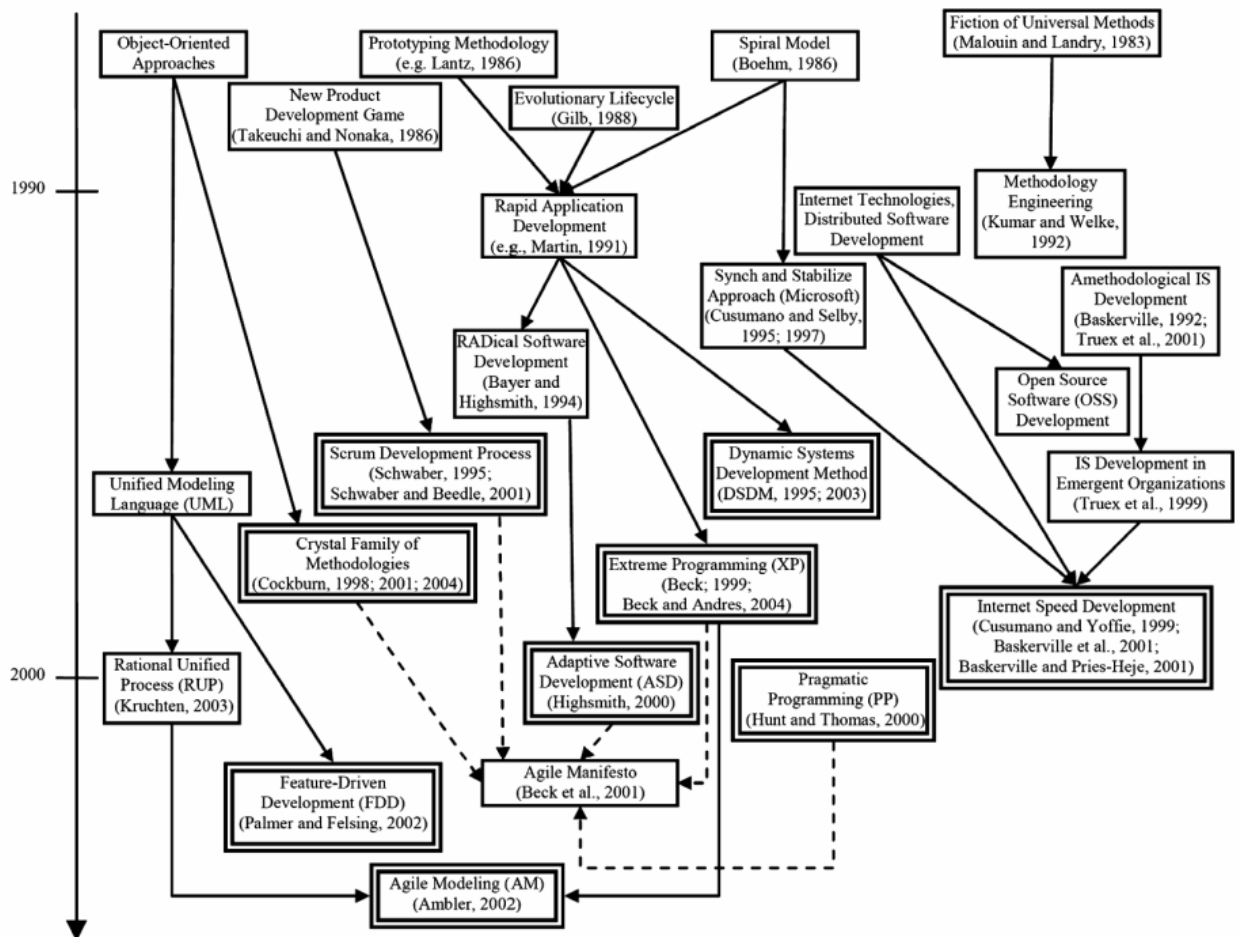 Object-Oriented
Approaches
Prototyping Methodology
(e.g. Lantz, 1986)
Spiral Model
(Boehm, 1986)
Fiction of Universal Methods
(Malouin and Landry, 1983)
New Product
Development Game
(Takeuchi and Nonaka, 1986)
Evolutionary Lifecycle
(Gilb, 1988)
1990
Rapid Application
Development
(e.g., Martin, 1991)
Internet Technologies,
Distributed Software
Development
Methodology
Engineering
(Kumar and Welke,
1992)
Synch and Stabilize
Approach (Microsoft)
(Cusumano and Selby,
1995; 1997)
Amethodological IS
Development
(Baskerville, 1992;
Truex et al., 2001)
RADical Software
Development
(Bayer and
Highsmith, 1994)
Open Source
Software (OSS)
Development
Scrum Development Process
(Schwaber, 1995;
Schwaber and Beedle, 2001)
Dynamic Systems
Development Method
(DSDM, 1995; 2003)
IS Development in
Emergent Organizations
(Truex et al., 1999)
Unified Modeling
Language (UML)
Crystal Family of
Methodologies
(Cockburn, 1998; 2001; 2004)
Extreme Programming (XP)
(Beck; 1999;
Beck and Andres, 2004)
Internet Speed Development
(Cusumano and Yoffie, 1999;
Baskerville et al., 2001;
Baskerville and Pries-Heje, 2001)
2000
Rational Unified
Process (RUP)
(Kruchten, 2003)
Adaptive Software
Development (ASD)
(Highsmith, 2000)
Pragmatic
Programming (PP)
(Hunt and Thomas, 2000)
Feature-Driven
Development (FDD)
(Palmer and Felsing, 2002)
Agile Manifesto
(Beck et al., 2001)
Agile Modeling (AM)
(Ambler, 2002)